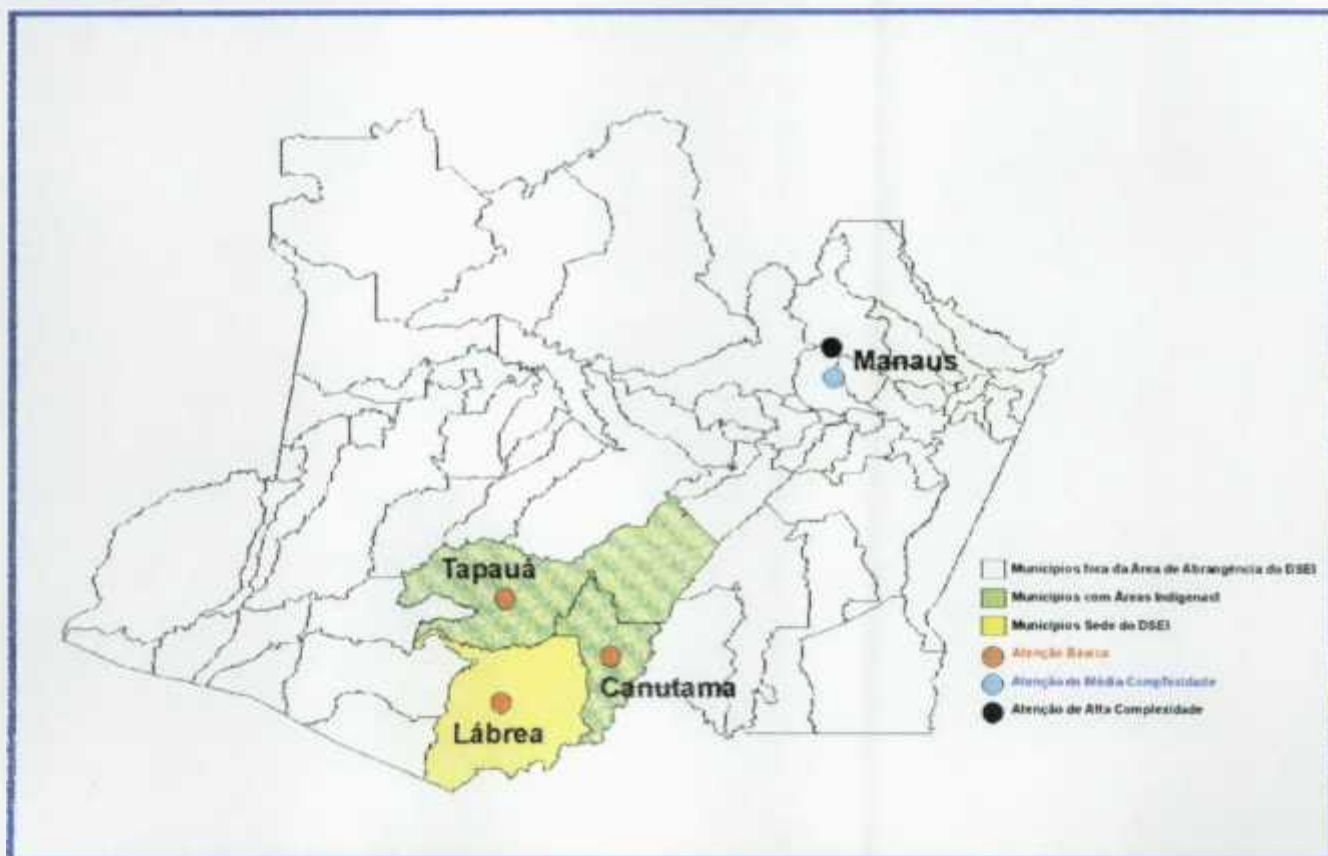 Manaus
Tapauá
Canutama
Lábrea
Municípios fora da Área de Abrangência do DSEI
Municípios com Áreas Indígenas1
Municípios Sede do DSEI
Atenção Básica
Atenção de Média Complexidade
Atenção de Alta Complexidade